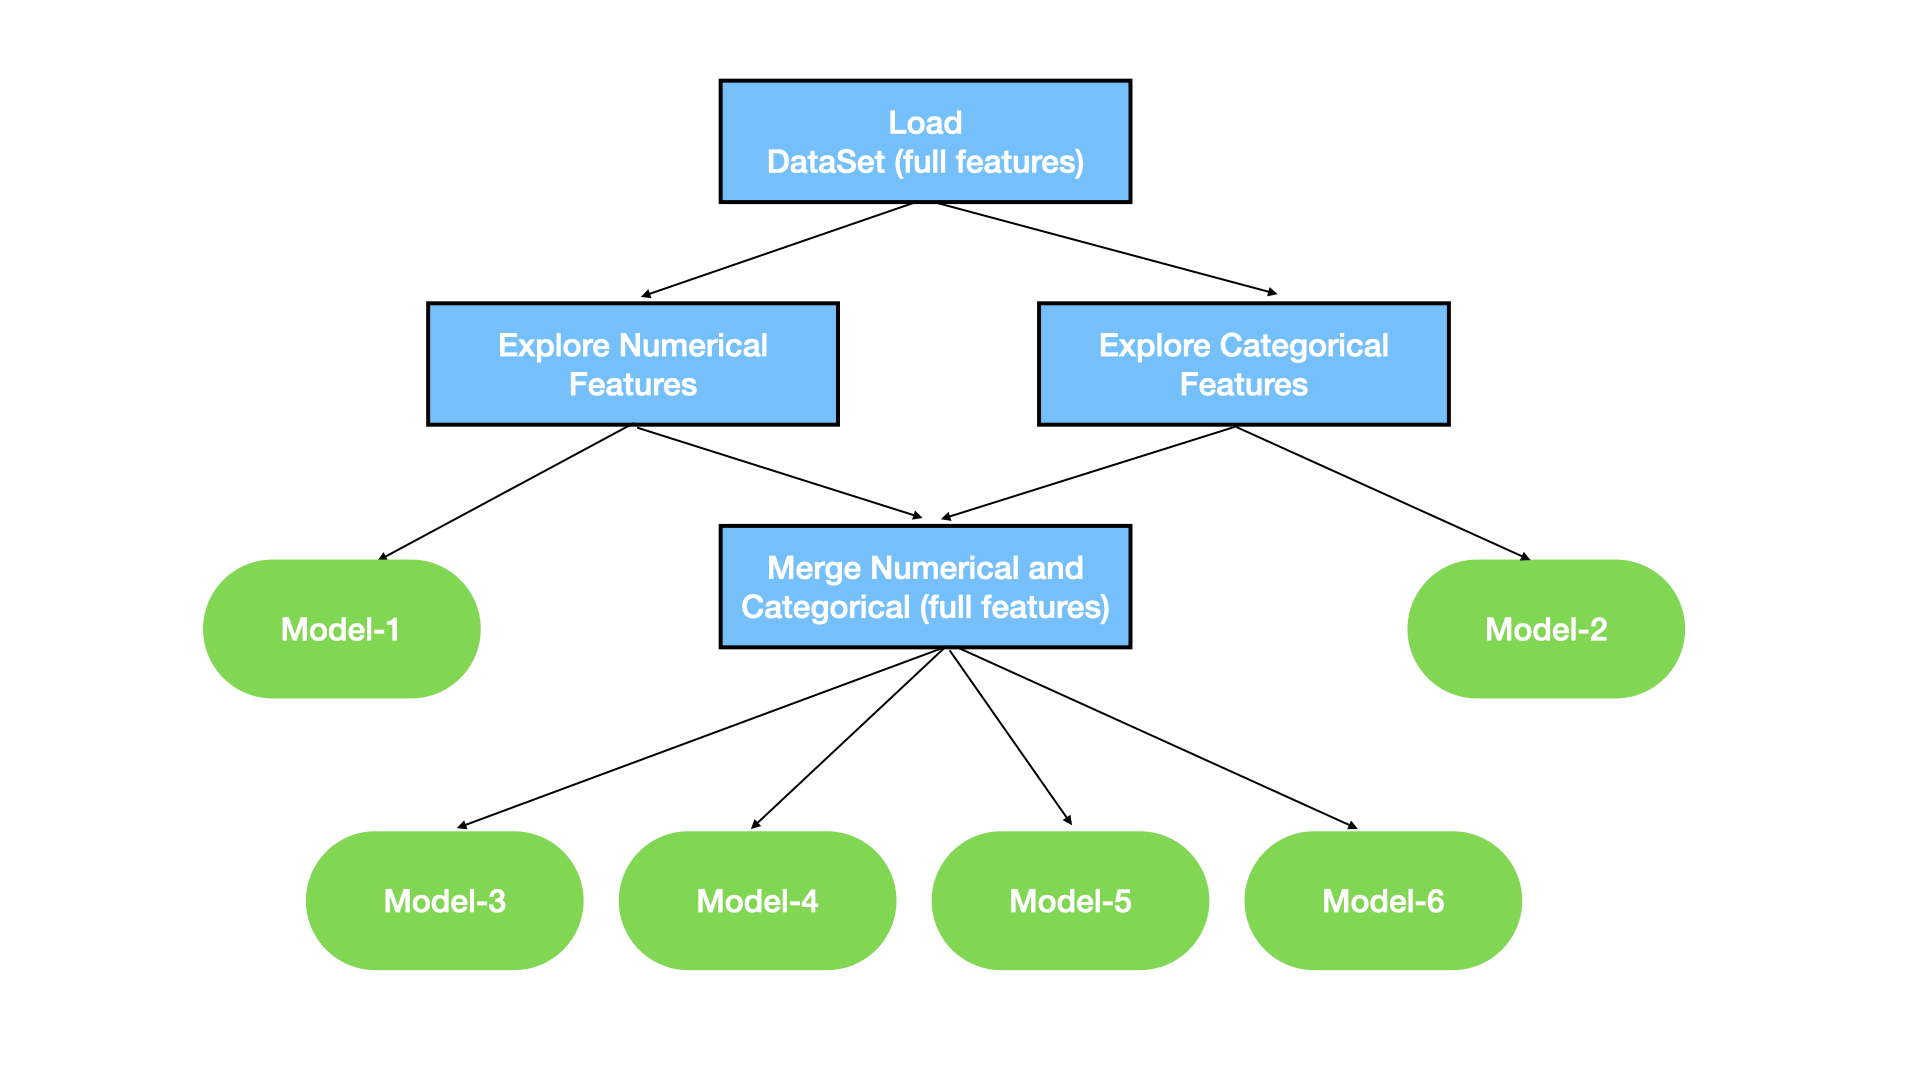 Load
DataSet (full features)
Explore Numerical
Features
Explore Categorical
Features
Merge Numerical and
Categorical (full features)
Model-1
Model-2
Model-3
Model-4
Model-5
Model-6